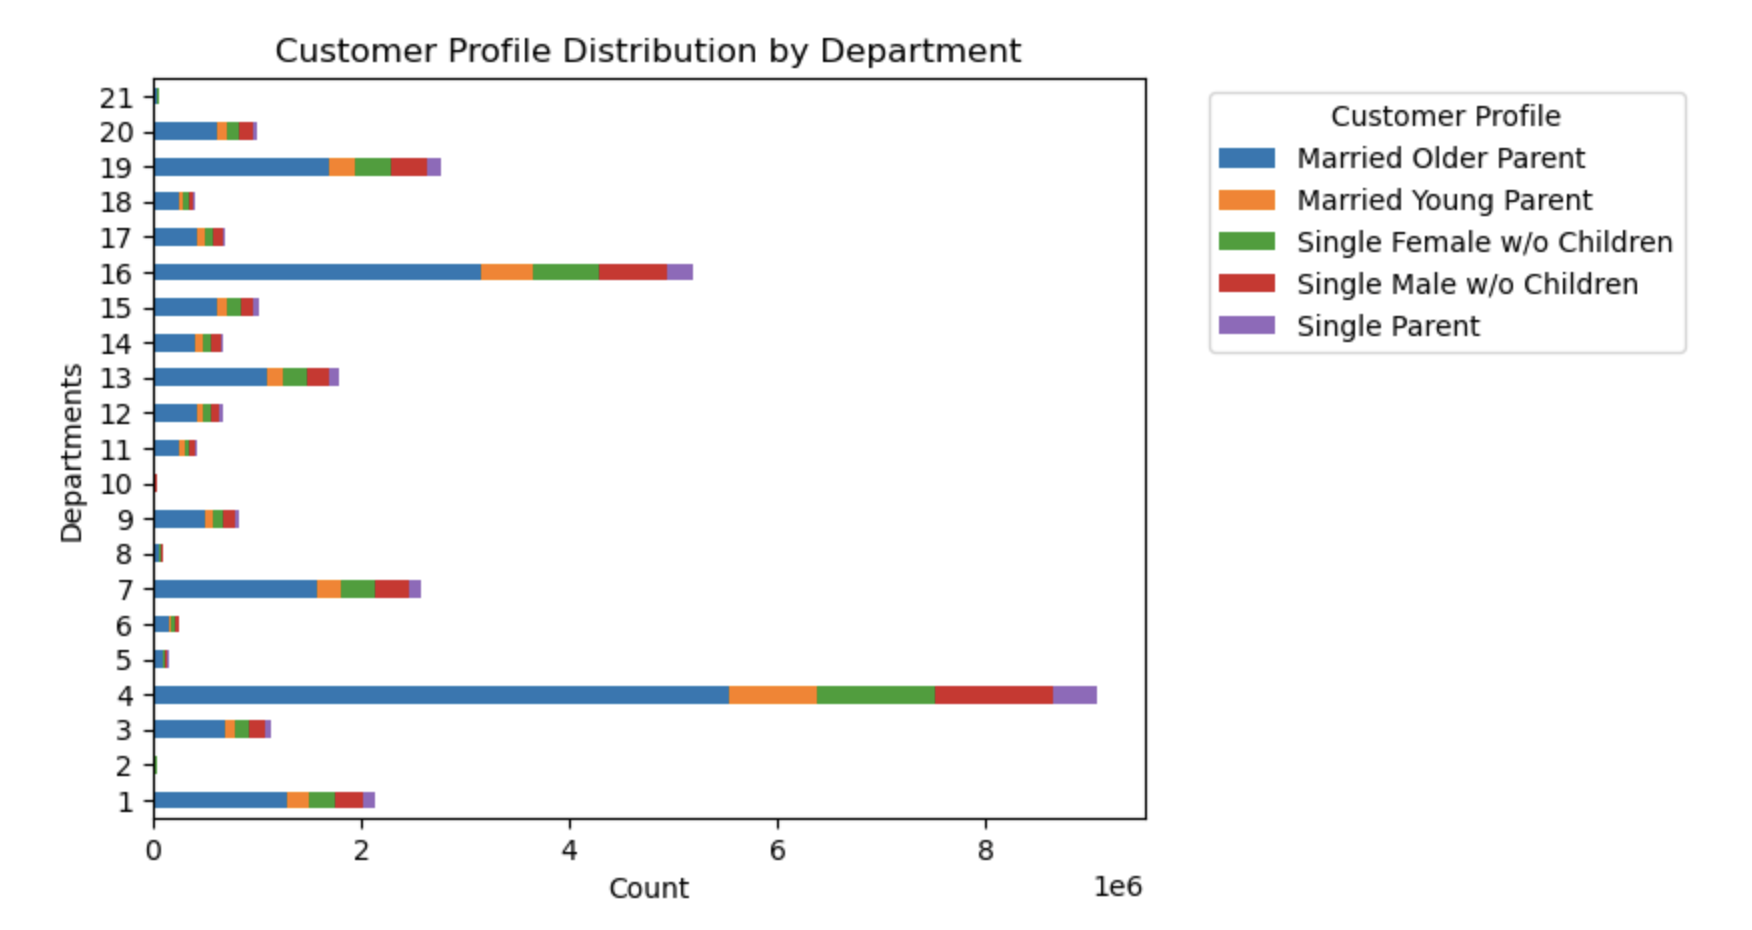 Customer Profile Distribution by Department
21
20
19
18
17
16
15
14
13
12
11
10
9
8
7
6
5
4
3
2
1
Departments
0 2 4 6 8
1e6
Count
Customer Profile
Married Older Parent
Married Young Parent
Single Female w/o Children
Single Male w/o Children
Single Parent